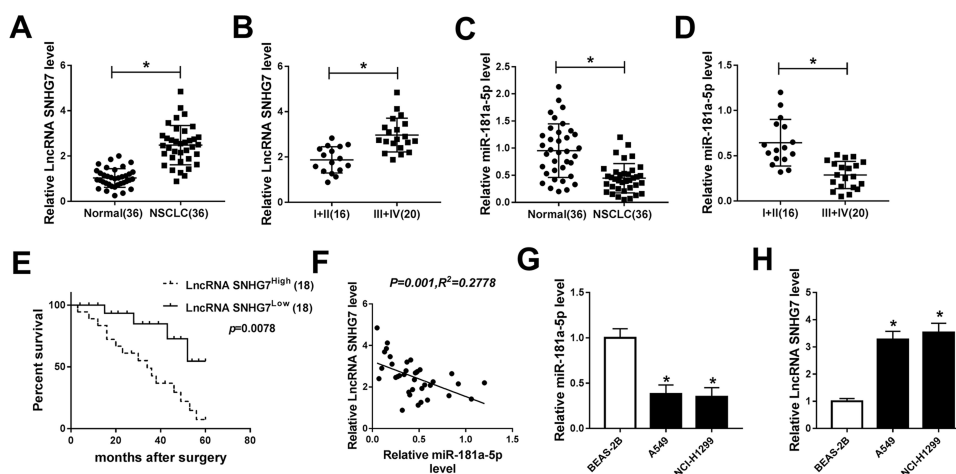 A
Relative LncRNA SNHG7 level
6
4
2
0
*
Normal(36) NSCLC(36)
B
Relative LncRNA SNHG7 level
6
4
2
0
*
I+II(16) III+IV(20)
C
Relative miR-181a-5p level
2.5
2.0
1.5
1.0
0.5
0.0
*
Normal(36) NSCLC(36)
D
Relative miR-181a-5p level
1.5
1.0
0.5
0.0
*
I+II(16) III+IV(20)
E
LncRNA SNHG7High (18)
LncRNA SNHG7Low (18)
p=0.0078
Percent survival
100
50
0
0 20 40 60 80
months after surgery
F
P=0.001,R²=0.2778
Relative LncRNA SNHG7 level
6
4
2
0
0.0 0.5 1.0 1.5
Relative miR-181a-5p
level
G
Relative miR-181a-5p level
1.5
1.0
0.5
0.0
* *
BEAS-2B A549 NCI-H1299
H
Relative LncRNA SNHG7 level
5
4
3
2
1
0
* *
BEAS-2B A549 NCI-H1299